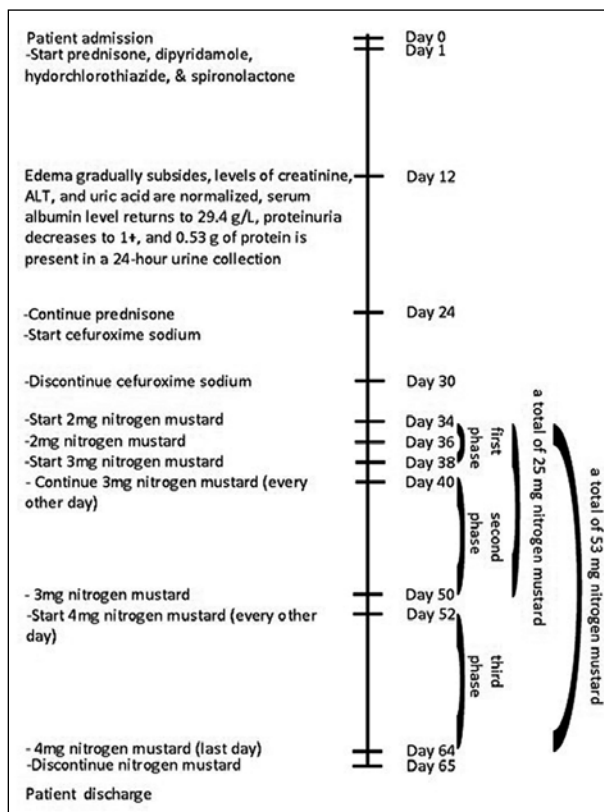 Patient admission
Day 0
-Start prednisone, dipyridamole,
hydorchlorothiazide, & spironolactone
Day 1
Edema gradually subsides, levels of creatinine,
ALT, and uric acid are normalized, serum
albumin level returns to 29.4 g/L, proteinuria
decreases to 1+, and 0.53 g of protein is
present in a 24-hour urine collection
Day 12
-Continue prednisone
-Start cefuroxime sodium
Day 24
-Discontinue cefuroxime sodium
Day 30
-Start 2mg nitrogen mustard
Day 34
-2mg nitrogen mustard
Day 36
-Start 3mg nitrogen mustard
Day 38
- Continue 3mg nitrogen mustard (every
other day)
Day 40
- 3mg nitrogen mustard
Day 50
-Start 4mg nitrogen mustard (every other
day)
Day 52
- 4mg nitrogen mustard (last day)
Day 64
-Discontinue nitrogen mustard
Day 65
Patient discharge
first
phase
second
phase
third
phase
a total of 25 mg nitrogen mustard
a total of 53 mg nitrogen mustard